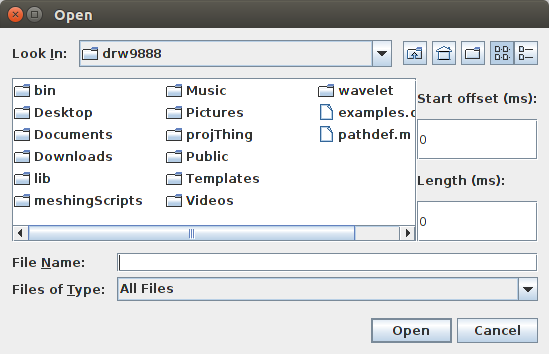 Open
Look In: drw9888
bin
Desktop
Documents
Downloads
lib
meshingScripts
Music
Pictures
projThing
Public
Templates
Videos
wavelet
examples.
pathdef.m
Start offset (ms):
0
Length (ms):
0
File Name:
Files of Type: All Files
Open Cancel